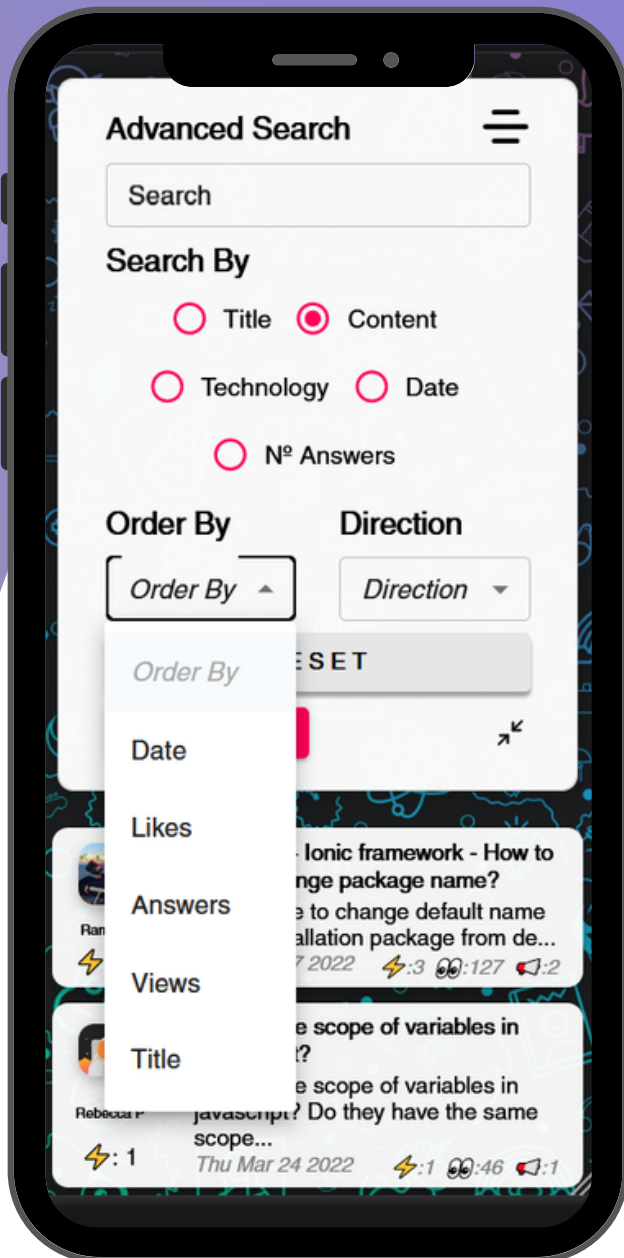 Advanced Search
Search
Search By
Title Content
Technology Date
Nº Answers
Order By Direction
Order By Direction
Order By ESET
Date
Likes
Answers
Views
Title
- Ionic framework - How to
nge package name?
e to change default name
Ran allation package from de...
7 2022 ⚡:3 👀:127 📢:2
e scope of variables in
t?
e scope of variables in
Rebecca P javascript? Do they have the same
scope...
⚡: 1 Thu Mar 24 2022 ⚡:1 👀:46 📢:1